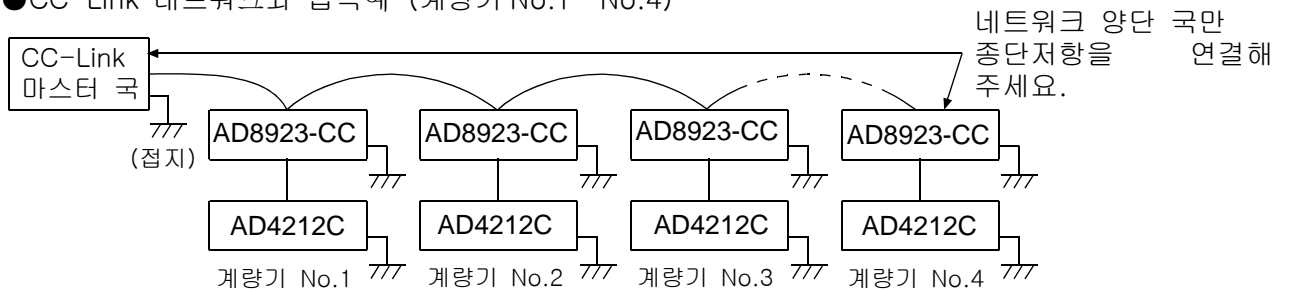 ●CC-Link 네트워크와 접속예 (계량기 No.1 No.4)
네트워크 양단 국만
종단저항을 연결해
주세요.
CC-Link
마스터 국
(접지)
AD8923-CC AD8923-CC AD8923-CC AD8923-CC
AD4212C AD4212C AD4212C AD4212C
계량기 No.1 계량기 No.2 계량기 No.3 계량기 No.4